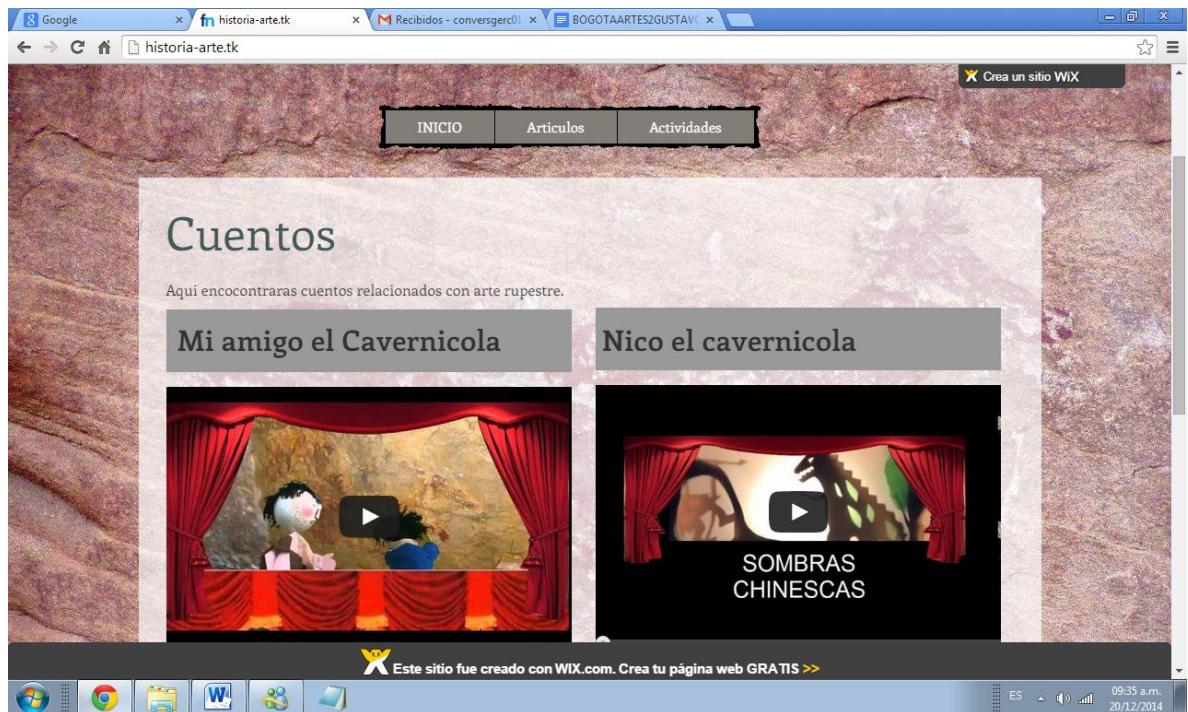 Google
historia-arte.tk
Recibidos - conversgerc01
BOGOTAARTES2GUSTAV
historia-arte.tk
Crea un sitio WiX
INICIO Articulos Actividades
Cuentos
Aqui encocontraras cuentos relacionados con arte rupestre.
Mi amigo el Cavernicola
Nico el cavernicola
SOMBRAS
CHINESCAS
Este sitio fue creado con WIX.com. Crea tu página web GRATIS >>
ES
09:35 a.m.
20/12/2014